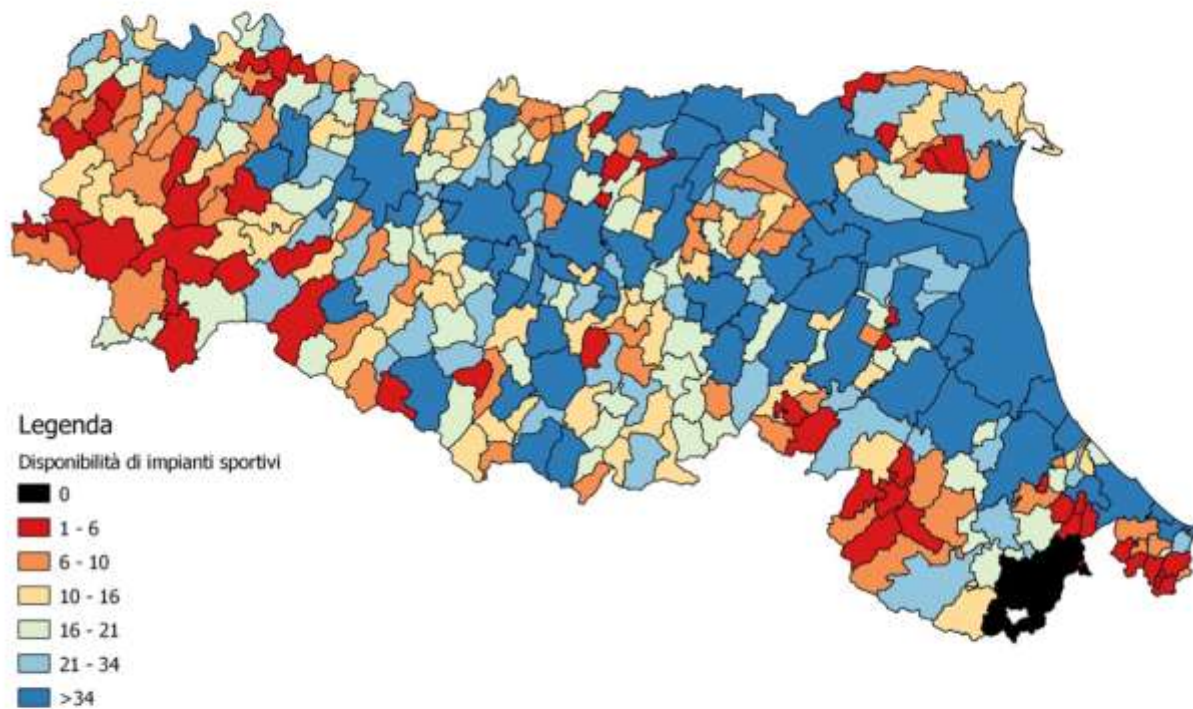 Legenda
Disponibilità di impianti sportivi
0
1 - 6
6 - 10
10 - 16
16 - 21
21 - 34
>34